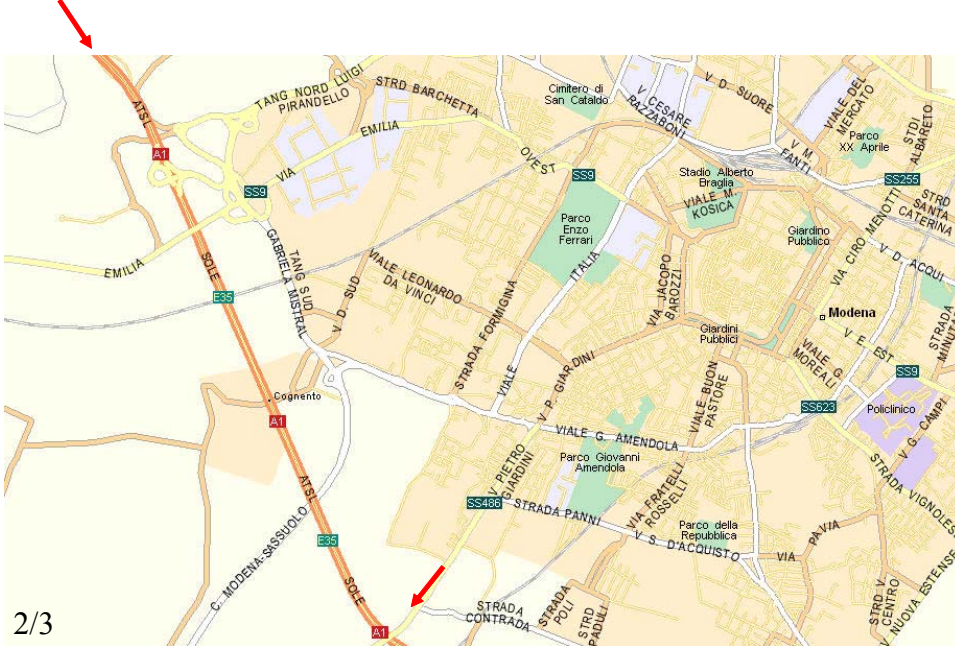 ATSL
TANG NORD LUIGI
PIRANDELLO
STRD BARCHETTA
Cimitero di
San Cataldo
V CESARE
RAZZABONI
V D. SUORE
VIALE DEL
MERCATO
STDI
ALBARETO
Parco
XX Aprile
V M.
FANTI
A1
EMILIA
VIA
OVEST
SS9
SS9
SS255
Stadio Alberto
Braglia
VIALE M.
KOSICA
STRD
SANTA
CATERINA
Parco
Enzo
Ferrari
Giardino
Pubblico
VIA CIRO MENOTTI
V D. ACQUI
EMILIA
SOLE
TANG SUD
GABRIELA MISTRAL
VIALE LEONARDO
DA VINCI
ITALIA
VIA JACOPO
BAROZZI
E35
V D. SUD
STRADA FORMIGINA
Modena
Giardini
Pubblici
STRADA
MINUTA
V E. EST
VIALE G.
MOREALI
SS9
VIALE
V P. GIARDINI
VIALE BUON
PASTORE
Cognento
SS623
Policlinico
A1
VIALE G. AMENDOLA
V G. CAMPI
Parco Giovanni
Amendola
STRADA VIGNOLES
V PIETRO
GIARDINI
VIA FRATELLI
ROSSELLI
ATSL
SS486
STRADA PANNI
Parco della
Repubblica
V S. D'ACQUISTO
VIA
PAVIA
E35
C. MODENA-SASSUOLO
SOLE
STRADA
CONTRADA
STRADA
POLI
STRD
PADULI
STRD V.
CENTRO
V NUOVA ESTENSE
A1
2/3